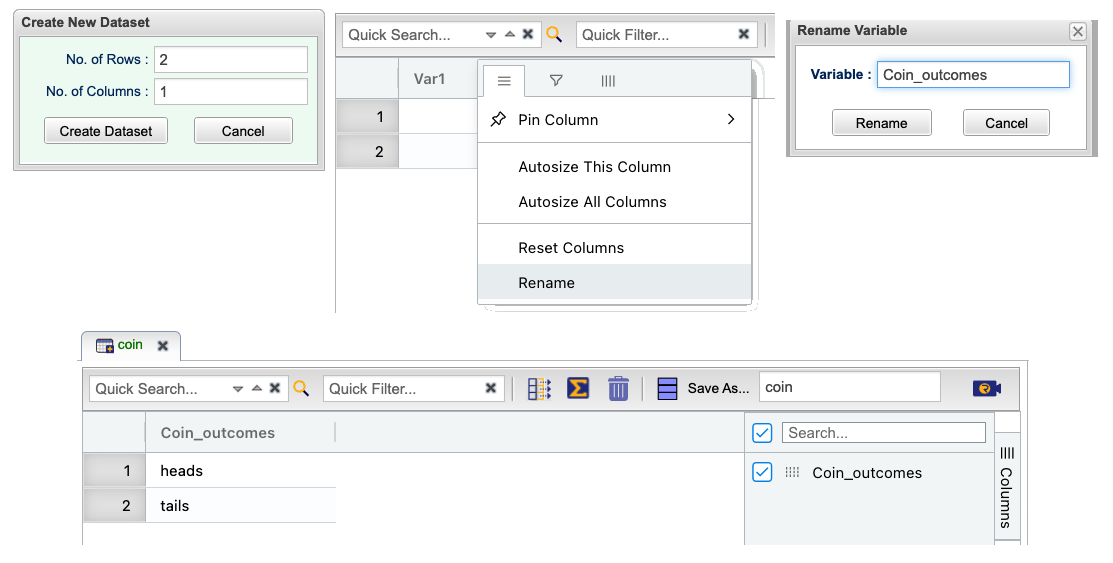 Create New Dataset
No. of Rows : 2
No. of Columns : 1
Create Dataset Cancel
Quick Search... Quick Filter...
Var1
1
2
Pin Column
Autosize This Column
Autosize All Columns
Reset Columns
Rename
Rename Variable
Variable : Coin_outcomes
Rename Cancel
coin
Quick Search... Quick Filter... Save As... coin
Coin_outcomes Search...
1 heads Coin_outcomes
2 tails
Columns